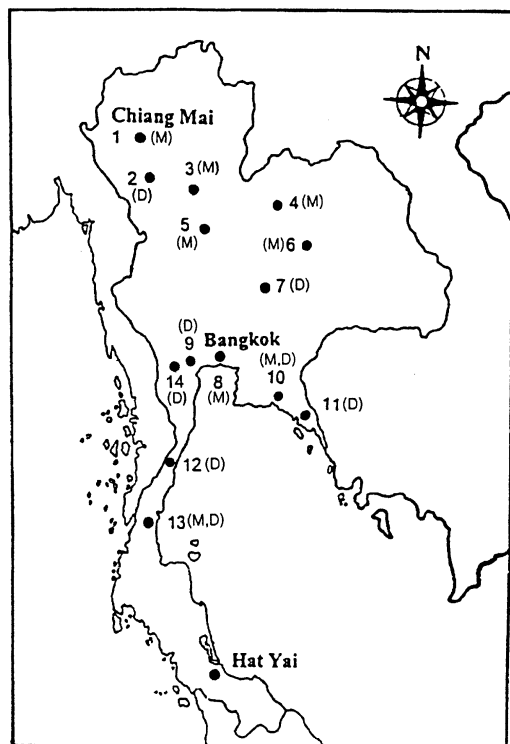 N
Chiang Mai
1 (M)
2
(D)
3 (M)
4 (M)
5
(M)
(M) 6
7 (D)
(D)
9
Bangkok
(M,D)
10
14
(D)
8
(M)
11 (D)
12 (D)
13 (M,D)
Hat Yai